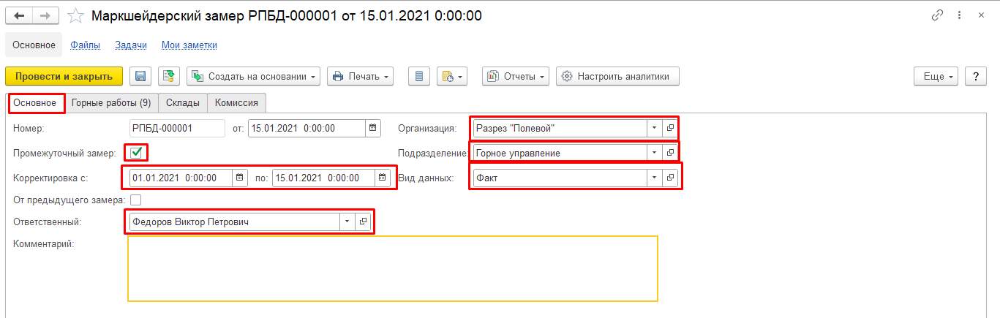 Маркшейдерский замер РПБД-000001 от 15.01.2021 0:00:00
Основное Файлы Задачи Мои заметки
Провести и закрыть Создать на основании Печать Отчеты Настроить аналитики Еще ?
Основное Горные работы (9) Склады Комиссия
Номер: РПБД-000001 от: 15.01.2021 0:00:00 Организация: Разрез "Полевой"
Промежуточный замер: Подразделение: Горное управление
Корректировка с: 01.01.2021 0:00:00 по: 15.01.2021 0:00:00 Вид данных: Факт
От предыдущего замера:
Ответственный: Федоров Виктор Петрович
Комментарий: